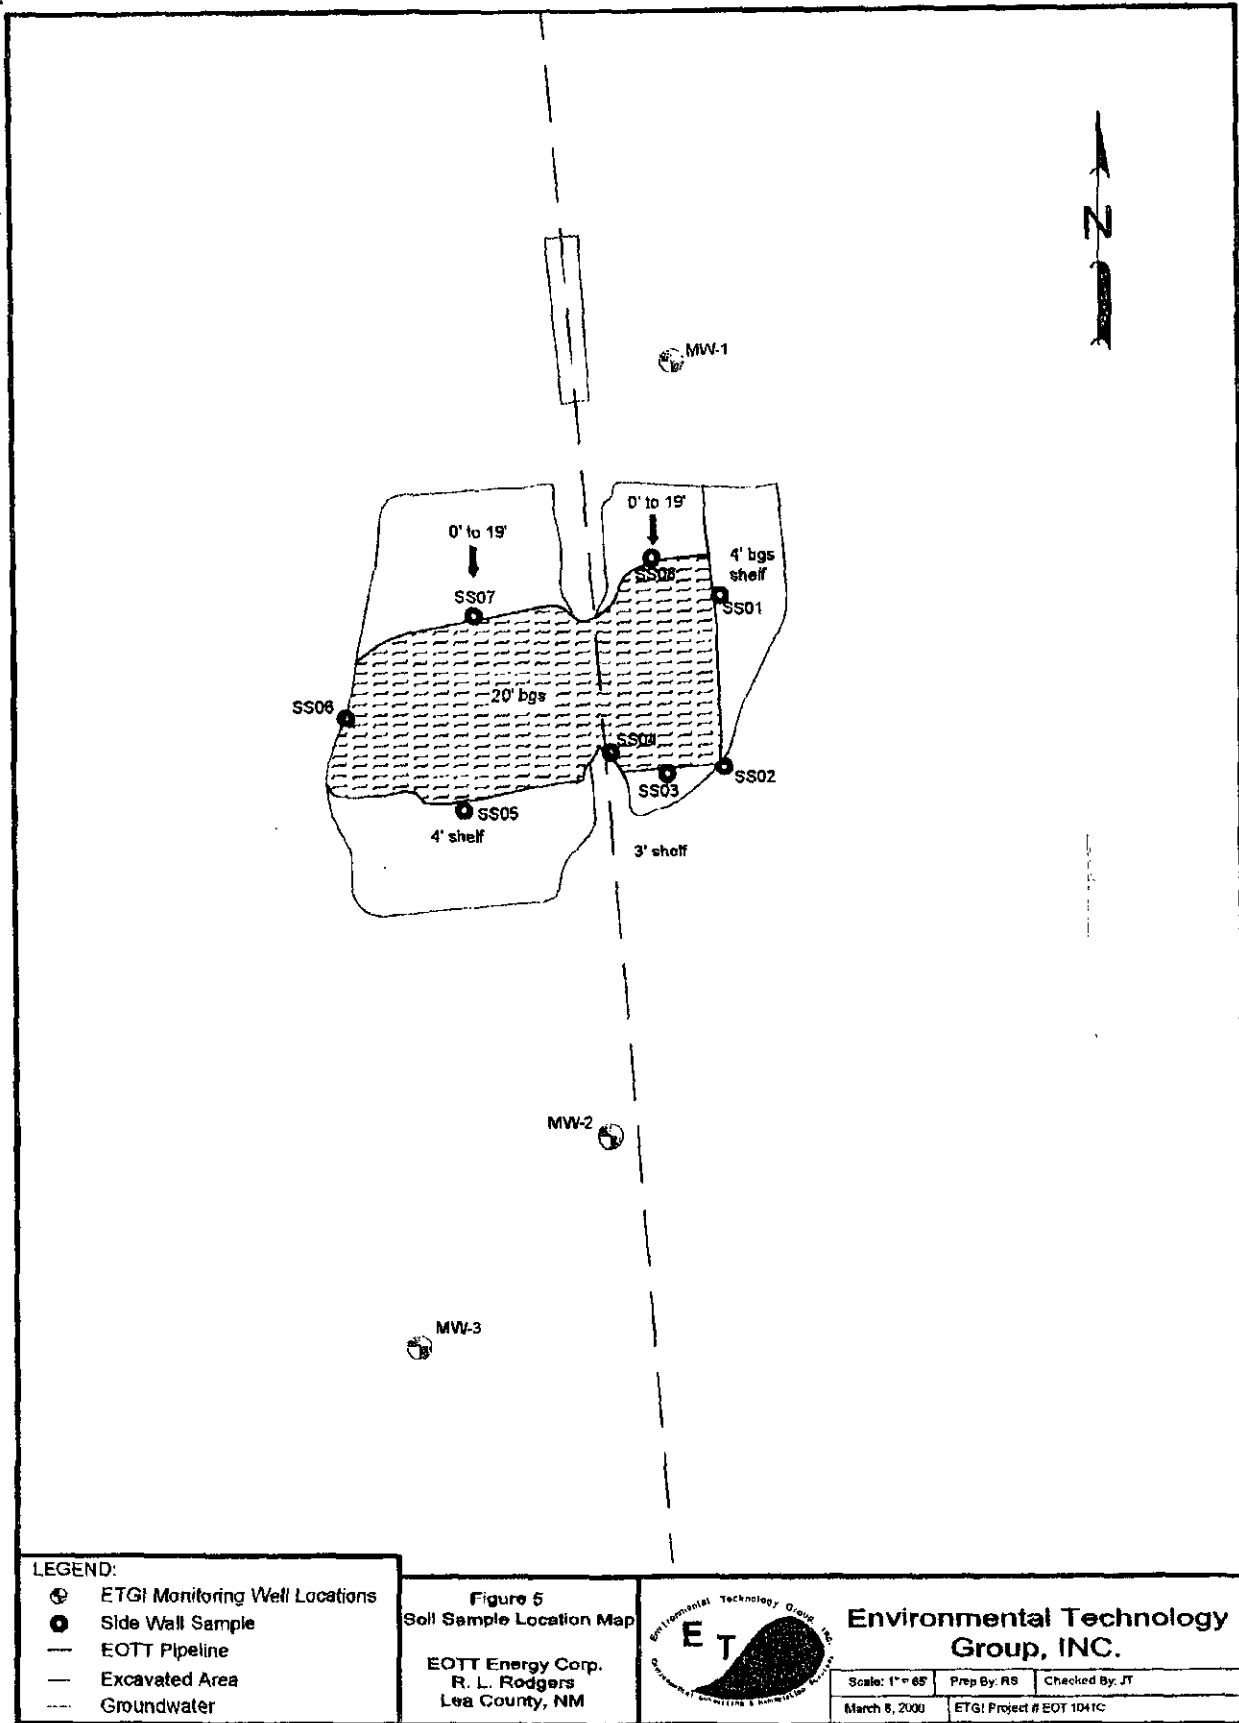 N
MW-1
0' to 19'
4' bgs
shelf
SS01
0' to 19'
SS07
SS08
20' bgs
SS06
SS04
SS02
SS03
SS05
4' shelf
3' shelf
MW-2
MW-3
LEGEND:
ETGI Monitoring Well Locations
Side Wall Sample
EOTT Pipeline
Excavated Area
Groundwater
Figure 5
Soil Sample Location Map
EOTT Energy Corp.
R. L. Rodgers
Lea County, NM
Environmental Technology Group, Inc.
E T
Environmental Technology
Group, INC.
Scale: 1" = 65'
Prep By: RS
Checked By: JT
March 8, 2000
ETGI Project # EOT 1041C